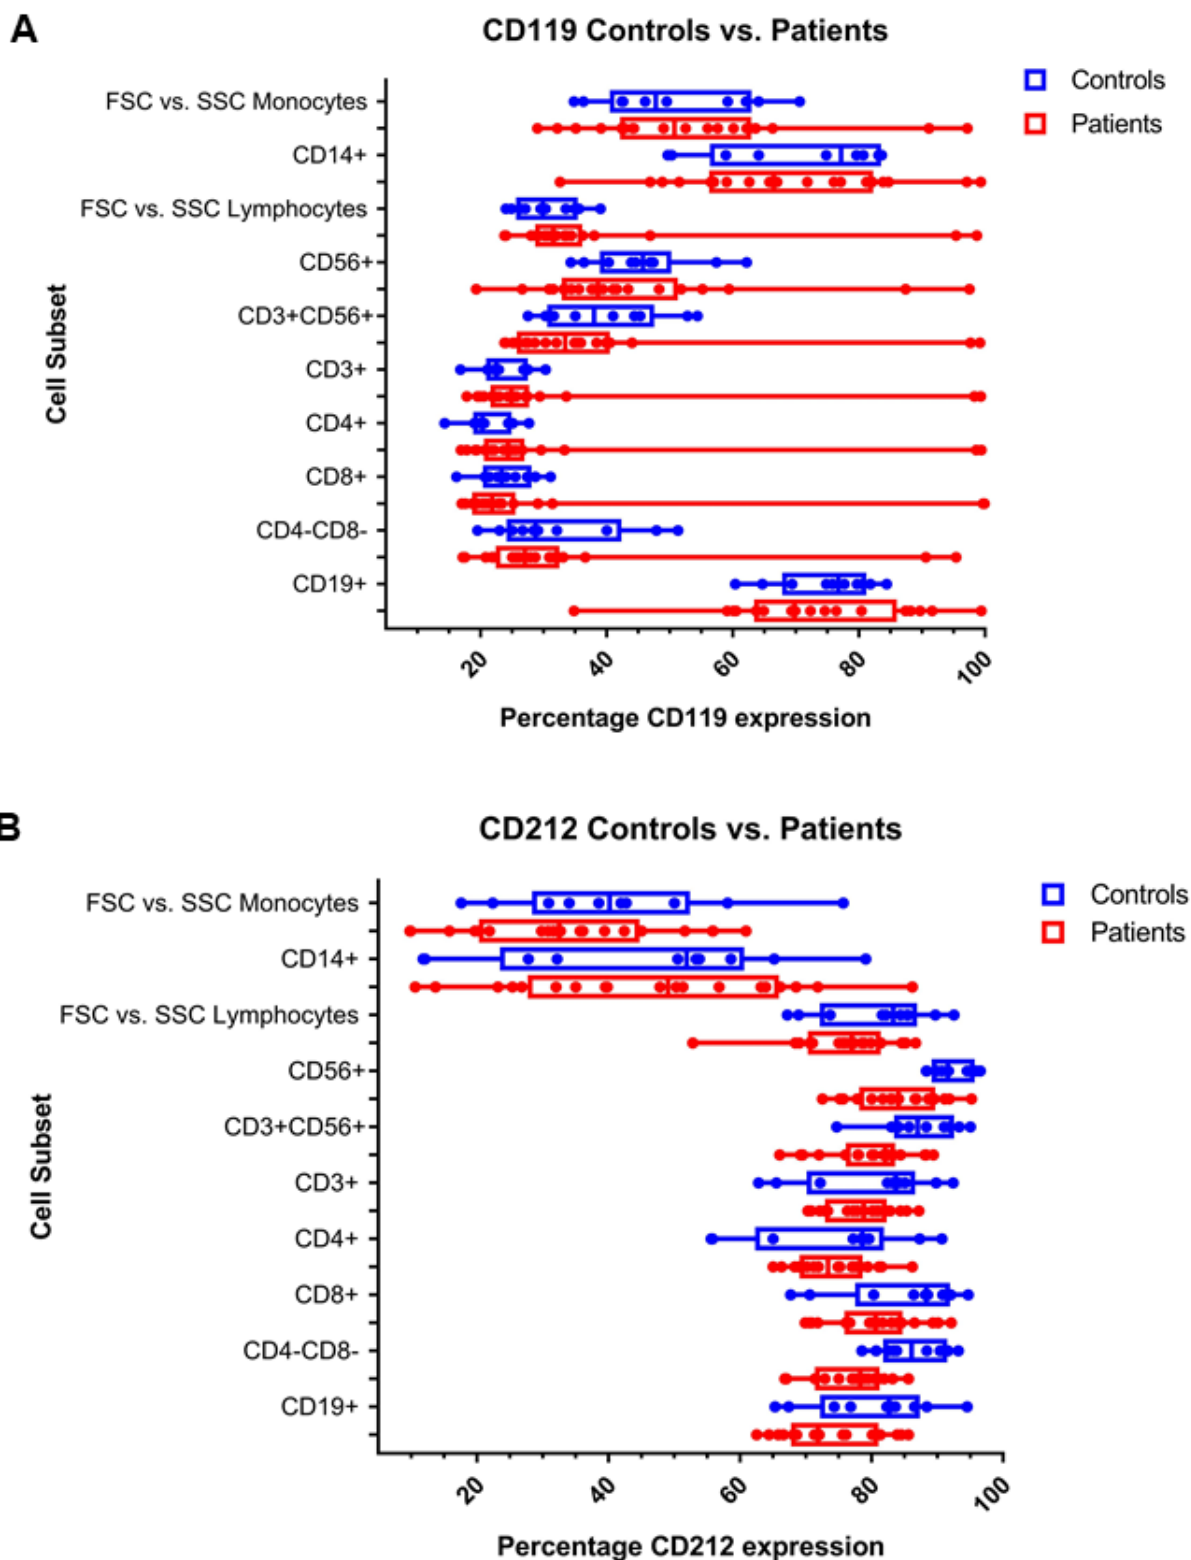 A
CD119 Controls vs. Patients
Controls
Patients
Cell Subset
FSC vs. SSC Monocytes
CD14+
FSC vs. SSC Lymphocytes
CD56+
CD3+CD56+
CD3+
CD4+
CD8+
CD4-CD8-
CD19+
20 40 60 80 100
Percentage CD119 expression
B
CD212 Controls vs. Patients
Controls
Patients
Cell Subset
FSC vs. SSC Monocytes
CD14+
FSC vs. SSC Lymphocytes
CD56+
CD3+CD56+
CD3+
CD4+
CD8+
CD4-CD8-
CD19+
20 40 60 80 100
Percentage CD212 expression